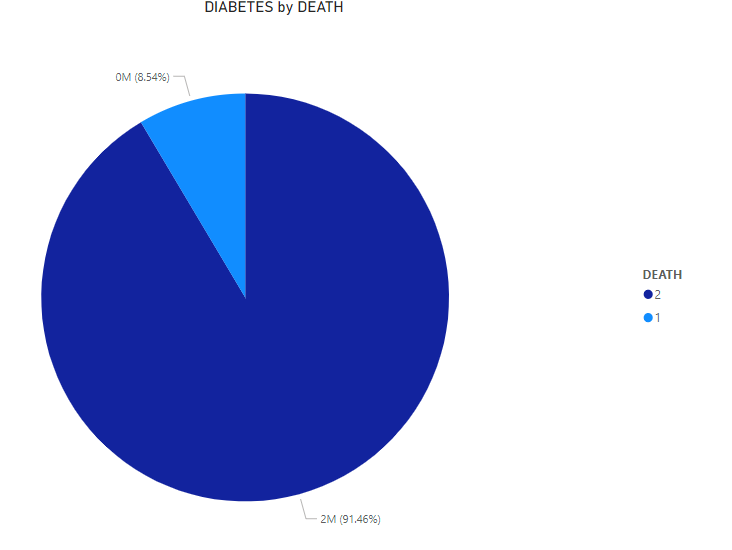 DIABETES by DEATH
0M (8.54%)
DEATH
2
1
2M (91.46%)